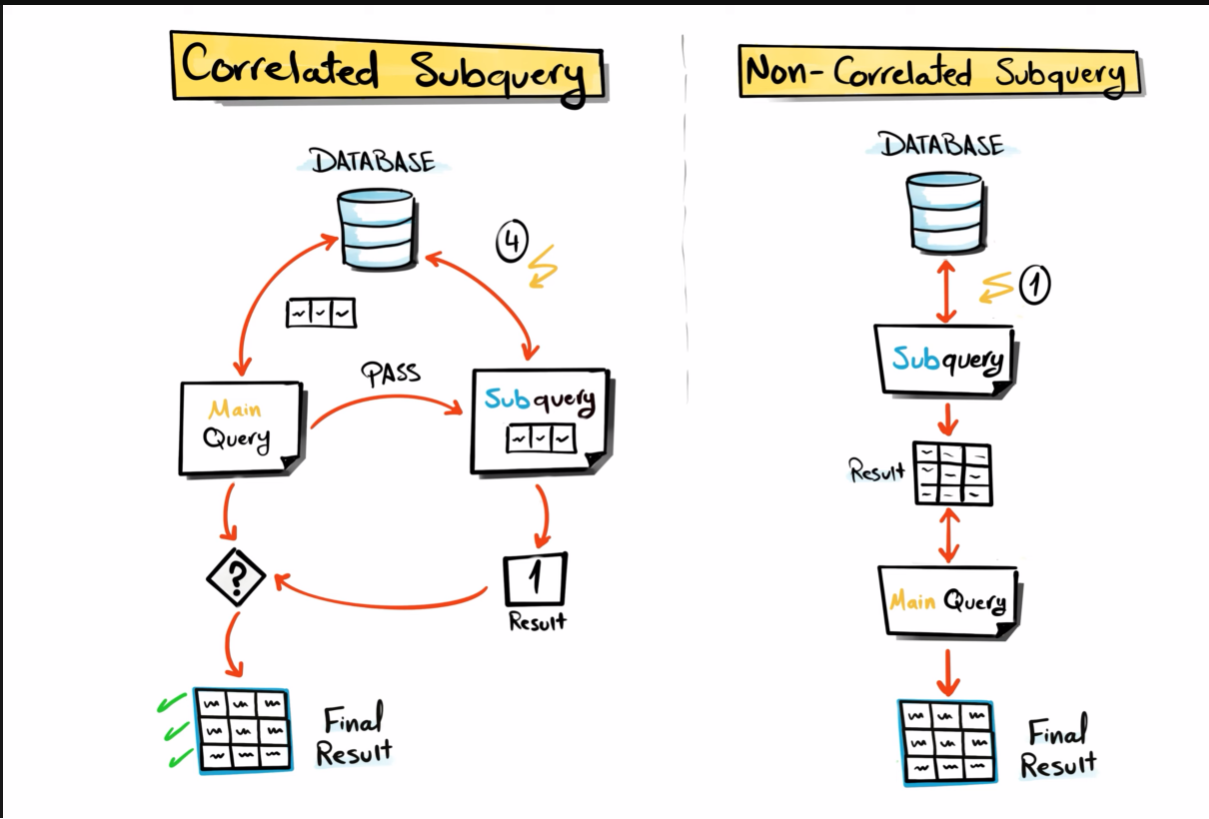 Correlated Subquery
DATABASE
4
PASS
Main
Query
Subquery
?
1
Result
Final
Result
Non-Correlated Subquery
DATABASE
1
Subquery
Result
Main Query
Final
Result